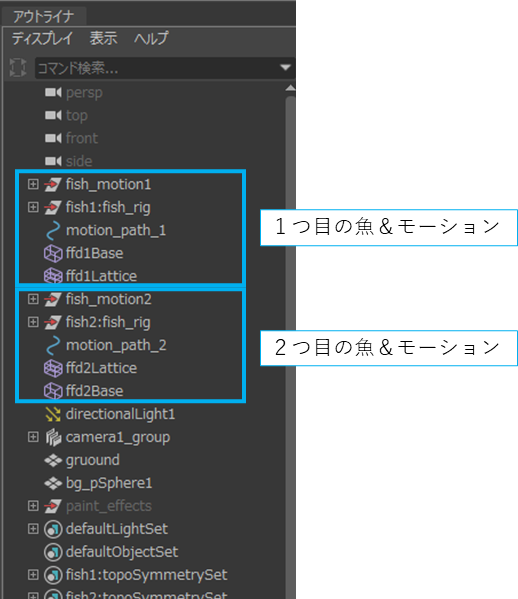 アウトライナ
ディスプレイ 表示 ヘルプ
コマンド検索...
persp
top
front
side
fish_motion1
fish1:fish_rig
motion_path_1
ffd1Base
ffd1Lattice
１つ目の魚＆モーション
fish_motion2
fish2:fish_rig
motion_path_2
ffd2Lattice
ffd2Base
２つ目の魚＆モーション
directionalLight1
camera1_group
gruound
bg_pSphere1
paint_effects
defaultLightSet
defaultObjectSet
fish1:topoSymmetrySet
fish2:topoSymmetrySet